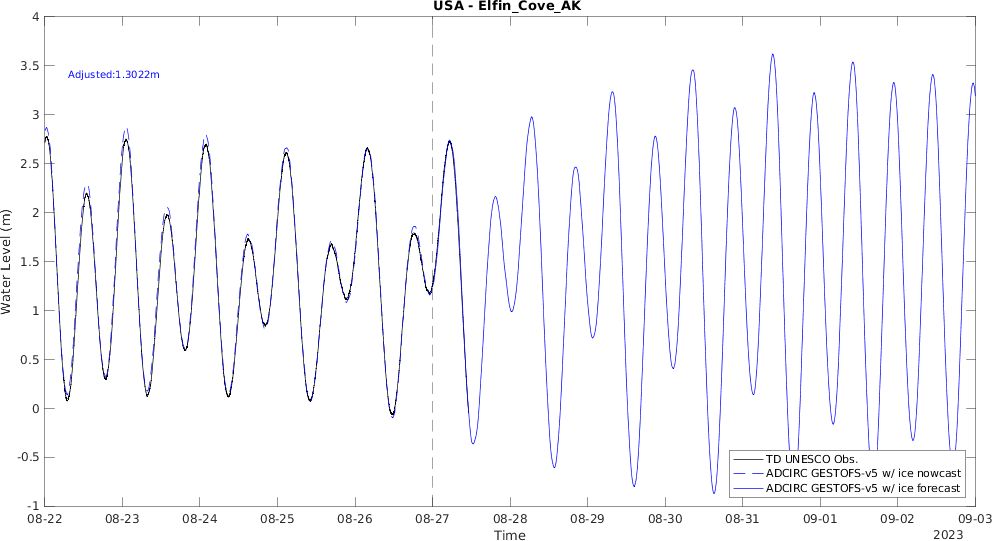 USA - Elfin_Cove_AK
4
3.5
3
2.5
2
1.5
1
0.5
0
-0.5
-1
Water Level (m)
Adjusted:1.3022m
TD UNESCO Obs.
ADCIRC GESTOFS-v5 w/ ice nowcast
ADCIRC GESTOFS-v5 w/ ice forecast
08-22 08-23 08-24 08-25 08-26 08-27 08-28 08-29 08-30 08-31 09-01 09-02 09-03
Time
2023